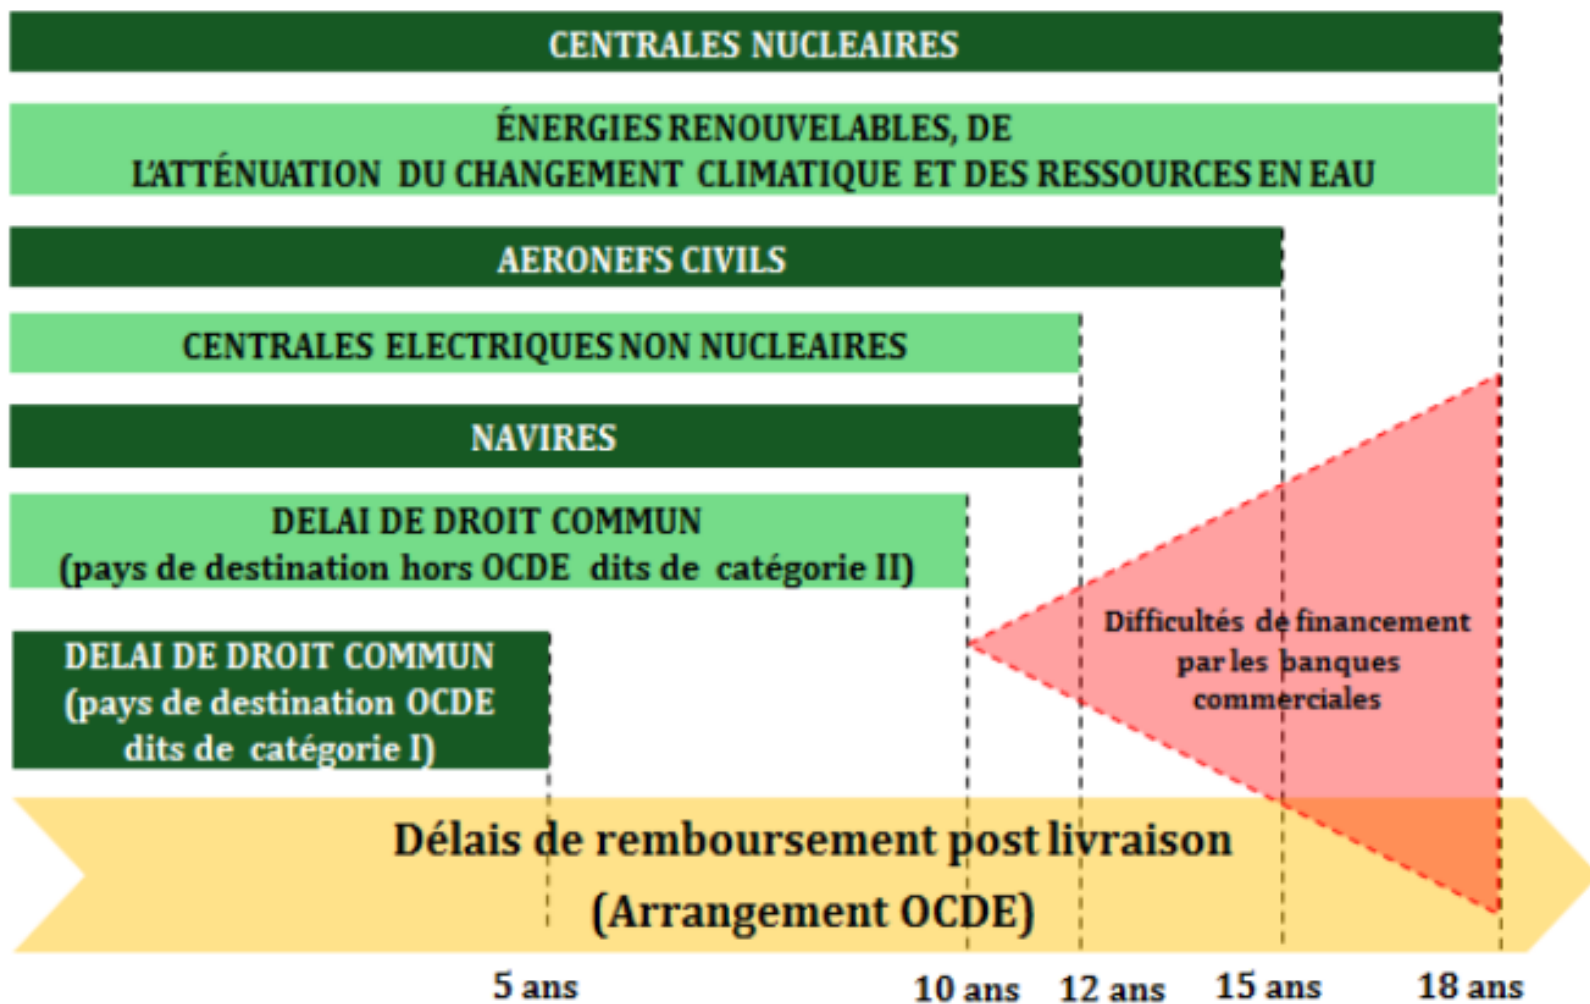 CENTRALES NUCLEAIRES
ÉNERGIES RENOUVELABLES, DE
L'ATTÉNUATION DU CHANGEMENT CLIMATIQUE ET DES RESSOURCES EN EAU
AERONEFS CIVILS
CENTRALES ELECTRIQUES NON NUCLEAIRES
NAVIRES
DELAI DE DROIT COMMUN
(pays de destination hors OCDE dits de catégorie II)
DELAI DE DROIT COMMUN
(pays de destination OCDE
dits de catégorie I)
Difficultés de financement
par les banques
commerciales
Délais de remboursement post livraison
(Arrangement OCDE)
5 ans
10 ans
12 ans
15 ans
18 ans